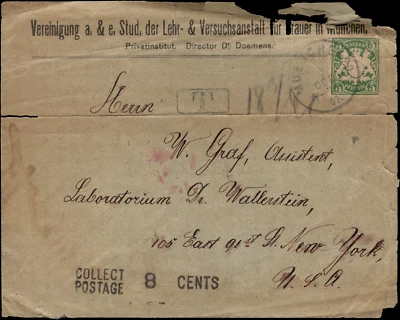 Vereinigung a. & e. Stud. der Lehr- & Versuchsanstalt für Brauer in München.
Privatinstitut. Director Dr. Doemens.
Herrn
T
W. Graf, Assistent,
Laboratorium Dr. Wallerstein,
105 East 91st St. New York,
U. S. A.
COLLECT
POSTAGE 8 CENTS